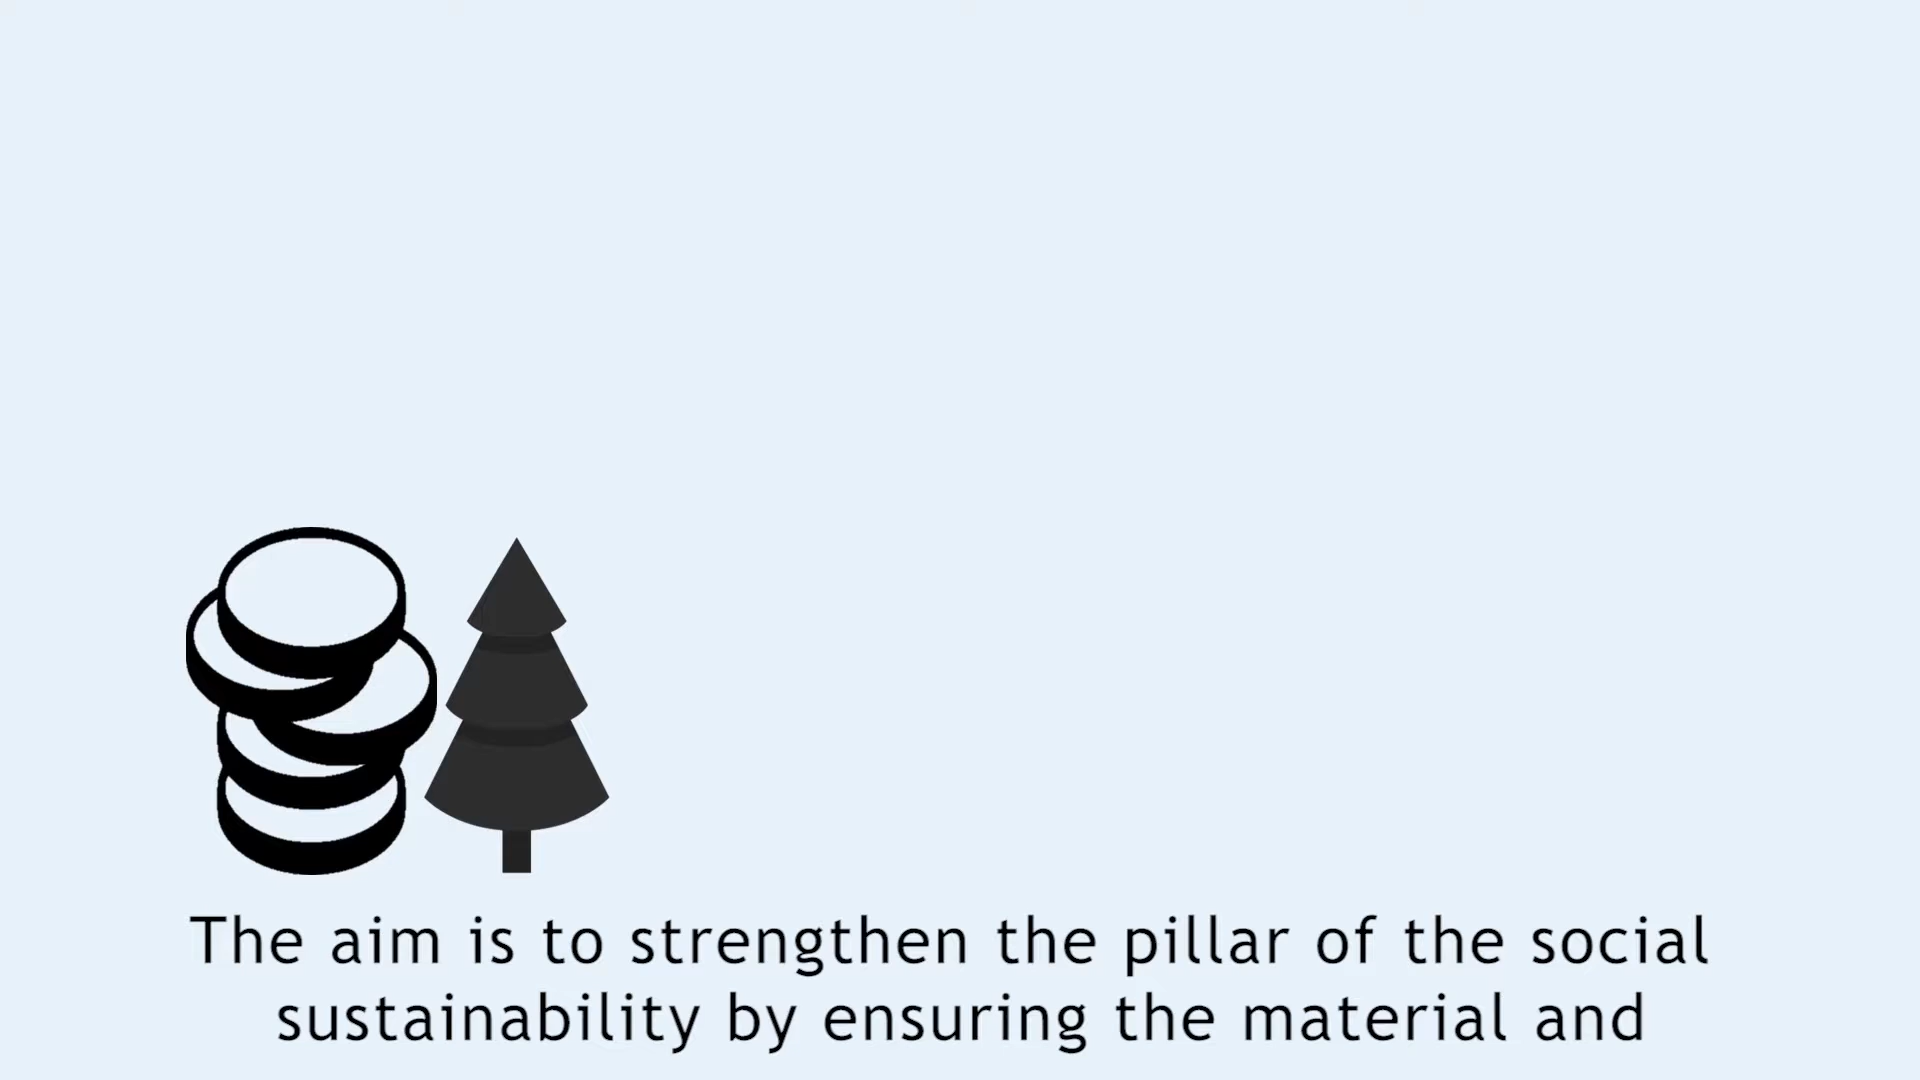 The aim is to strengthen the pillar of the social
sustainability by ensuring the material and